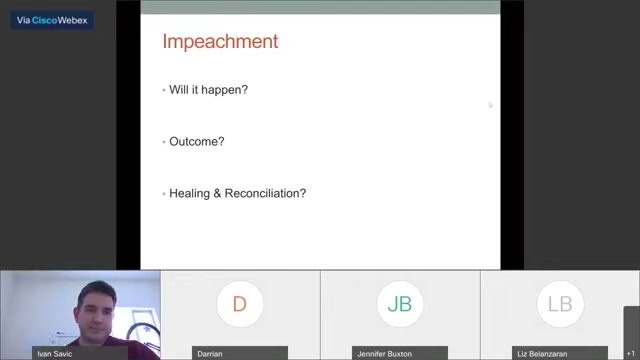 Via Cisco Webex
Impeachment
• Will it happen?
• Outcome?
• Healing & Reconciliation?
D
JB
LB
Ivan Savic
Darrian
Jennifer Buxton
Liz Belanzaran
+1